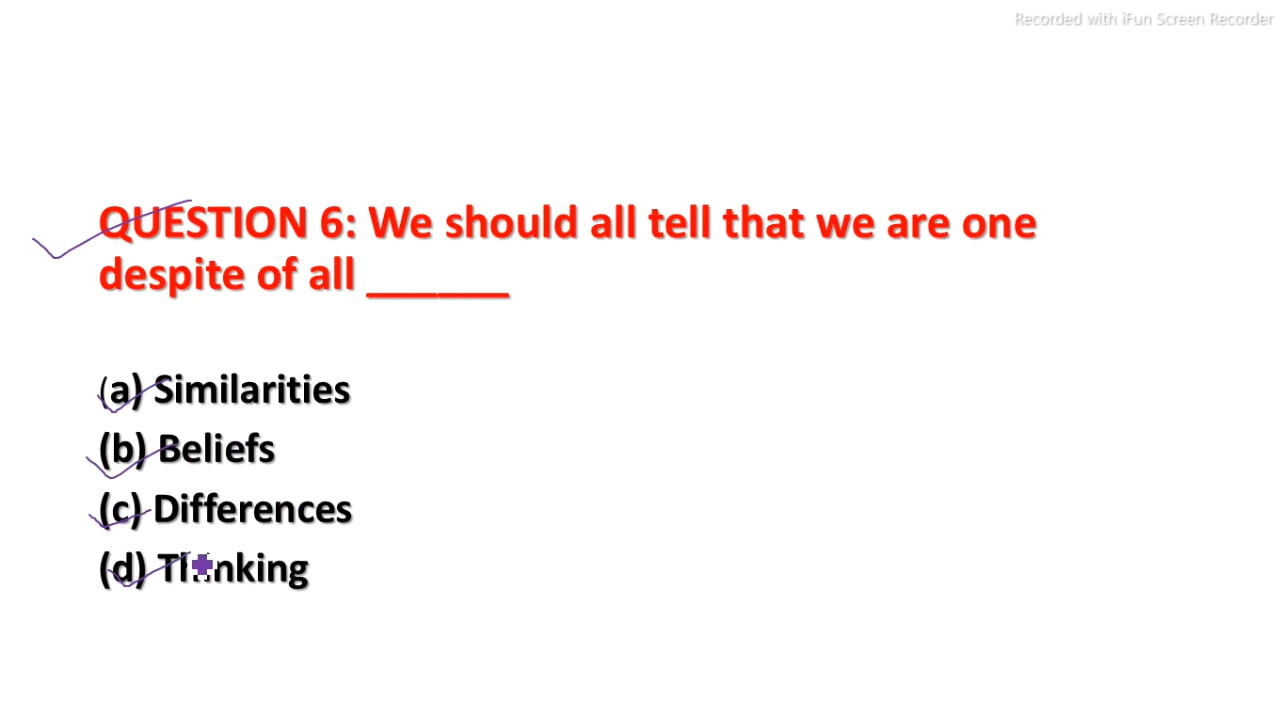 Recorded with iFun Screen Recorder
QUESTION 6: We should all tell that we are one
despite of all ______
(a) Similarities
(b) Beliefs
(c) Differences
(d) Thinking